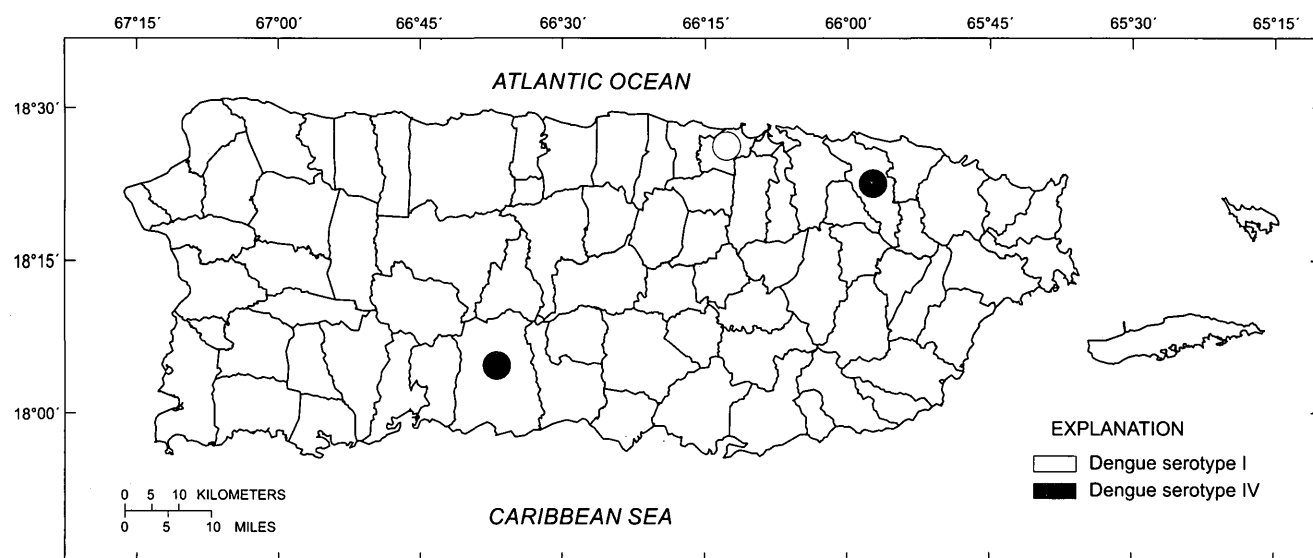 67°15´ 67°00´ 66°45´ 66°30´ 66°15´ 66°00´ 65°45´ 65°30´ 65°15´
ATLANTIC OCEAN
18°30´
18°15´
18°00´
EXPLANATION
Dengue serotype I
Dengue serotype IV
0 5 10 KILOMETERS
0 5 10 MILES
CARIBBEAN SEA